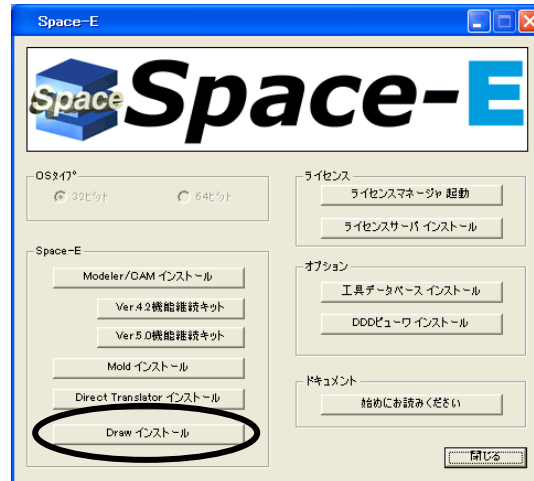 Space-E
Space Space-E
OSタイプ
32ビット 64ビット
Space-E
Modeler/CAM インストール
Ver.4.2機能継続キット
Ver.5.0機能継続キット
Mold インストール
Direct Translator インストール
Draw インストール
ライセンス
ライセンスマネージャ 起動
ライセンスサーバ インストール
オプション
工具データベース インストール
DDDビューワ インストール
ドキュメント
始めにお読みください
閉じる